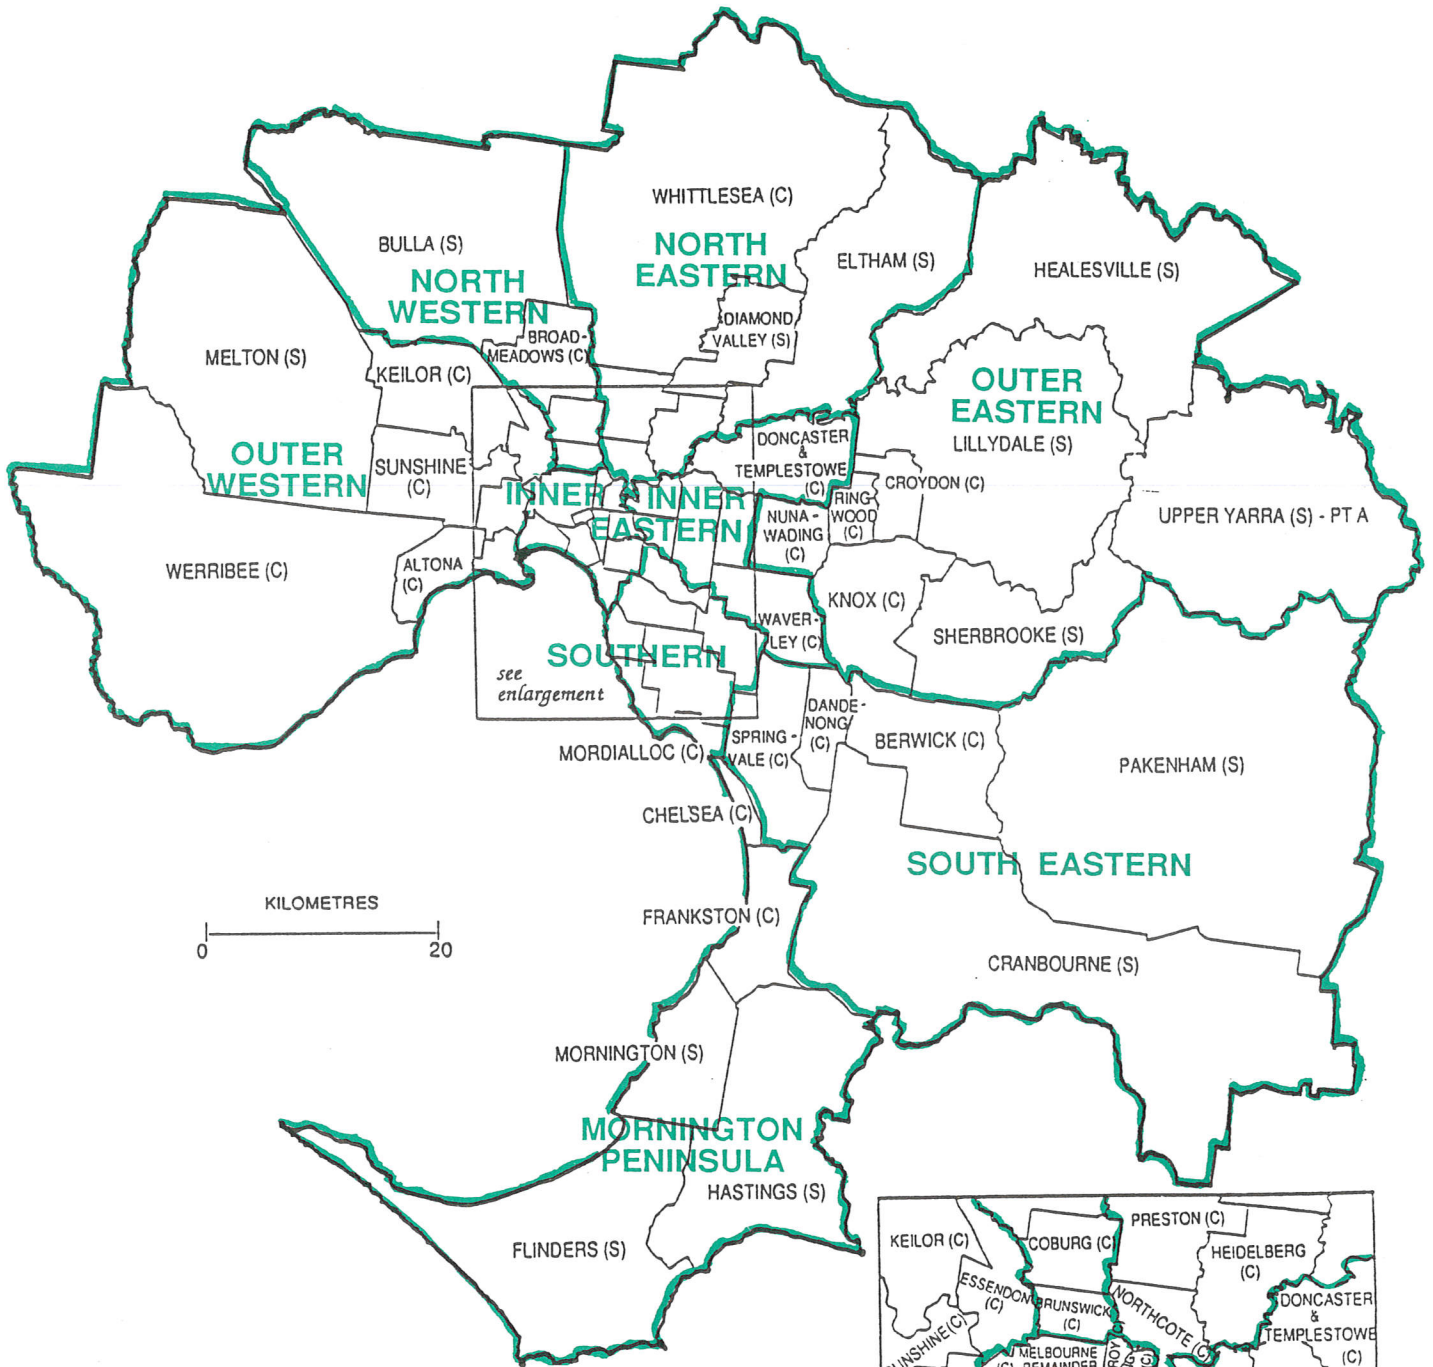 WHITTLESEA (C)
NORTH
EASTERN
BULLA (S)
NORTH
WESTERN
ELTHAM (S)
HEALESVILLE (S)
DIAMOND
VALLEY (S)
BROAD-
MEADOWS (C)
MELTON (S)
KEILOR (C)
OUTER
EASTERN
LILLYDALE (S)
DONCASTER
&
TEMPLESTOWE
(C)
OUTER
WESTERN
SUNSHINE
(C)
CROYDON (C)
INNER
INNER
EASTERN
RING
WOOD
(C)
NUNA-
WADING
(C)
UPPER YARRA (S) - PT A
WERRIBEE (C)
ALTONA
(C)
KNOX (C)
WAVER-
LEY (C)
SHERBROOKE (S)
SOUTHERN
see
enlargement
DANDE-
NONG
(C)
SPRING-
VALE (C)
BERWICK (C)
MORDIALLOC (C)
PAKENHAM (S)
CHELSEA (C)
SOUTH EASTERN
KILOMETRES
0 20
FRANKSTON (C)
CRANBOURNE (S)
MORNINGTON (S)
MORNINGTON
PENINSULA
HASTINGS (S)
FLINDERS (S)
PRESTON (C)
KEILOR (C)
COBURG (C)
HEIDELBERG
(C)
ESSENDON
(C)
BRUNSWICK
(C)
NORTHCOTE (C)
DONCASTER
&
TEMPLESTOWE
(C)
SUNSHINE (C)
MELBOURNE
(C) REMAINDER